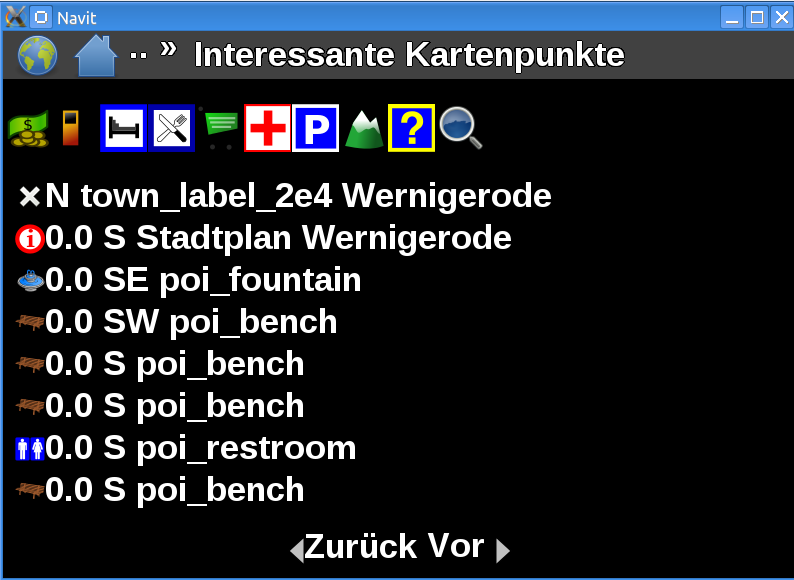 Navit
.. » Interessante Kartenpunkte
$ P ?
N town_label_2e4 Wernigerode
i 0.0 S Stadtplan Wernigerode
0.0 SE poi_fountain
0.0 SW poi_bench
0.0 S poi_bench
0.0 S poi_bench
0.0 S poi_restroom
0.0 S poi_bench
Zurück Vor